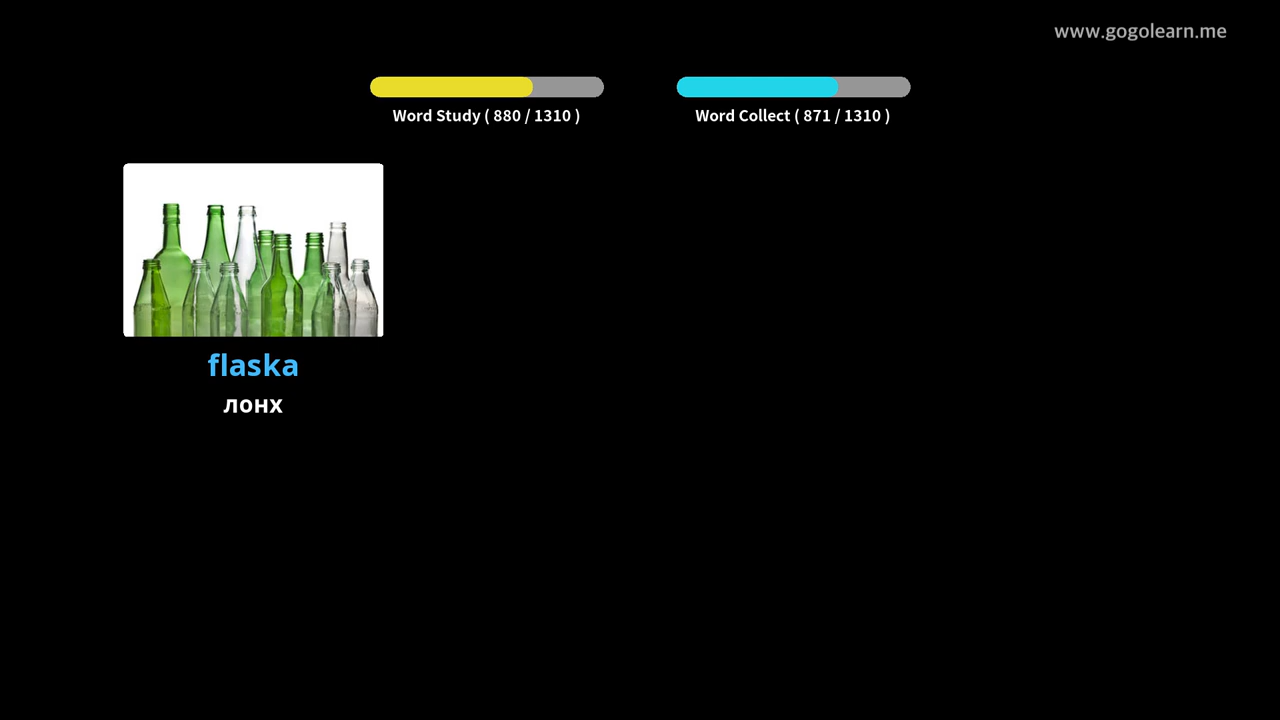 www.gogolearn.me
Word Study ( 880 / 1310 )
Word Collect ( 871 / 1310 )
flaska
лонх